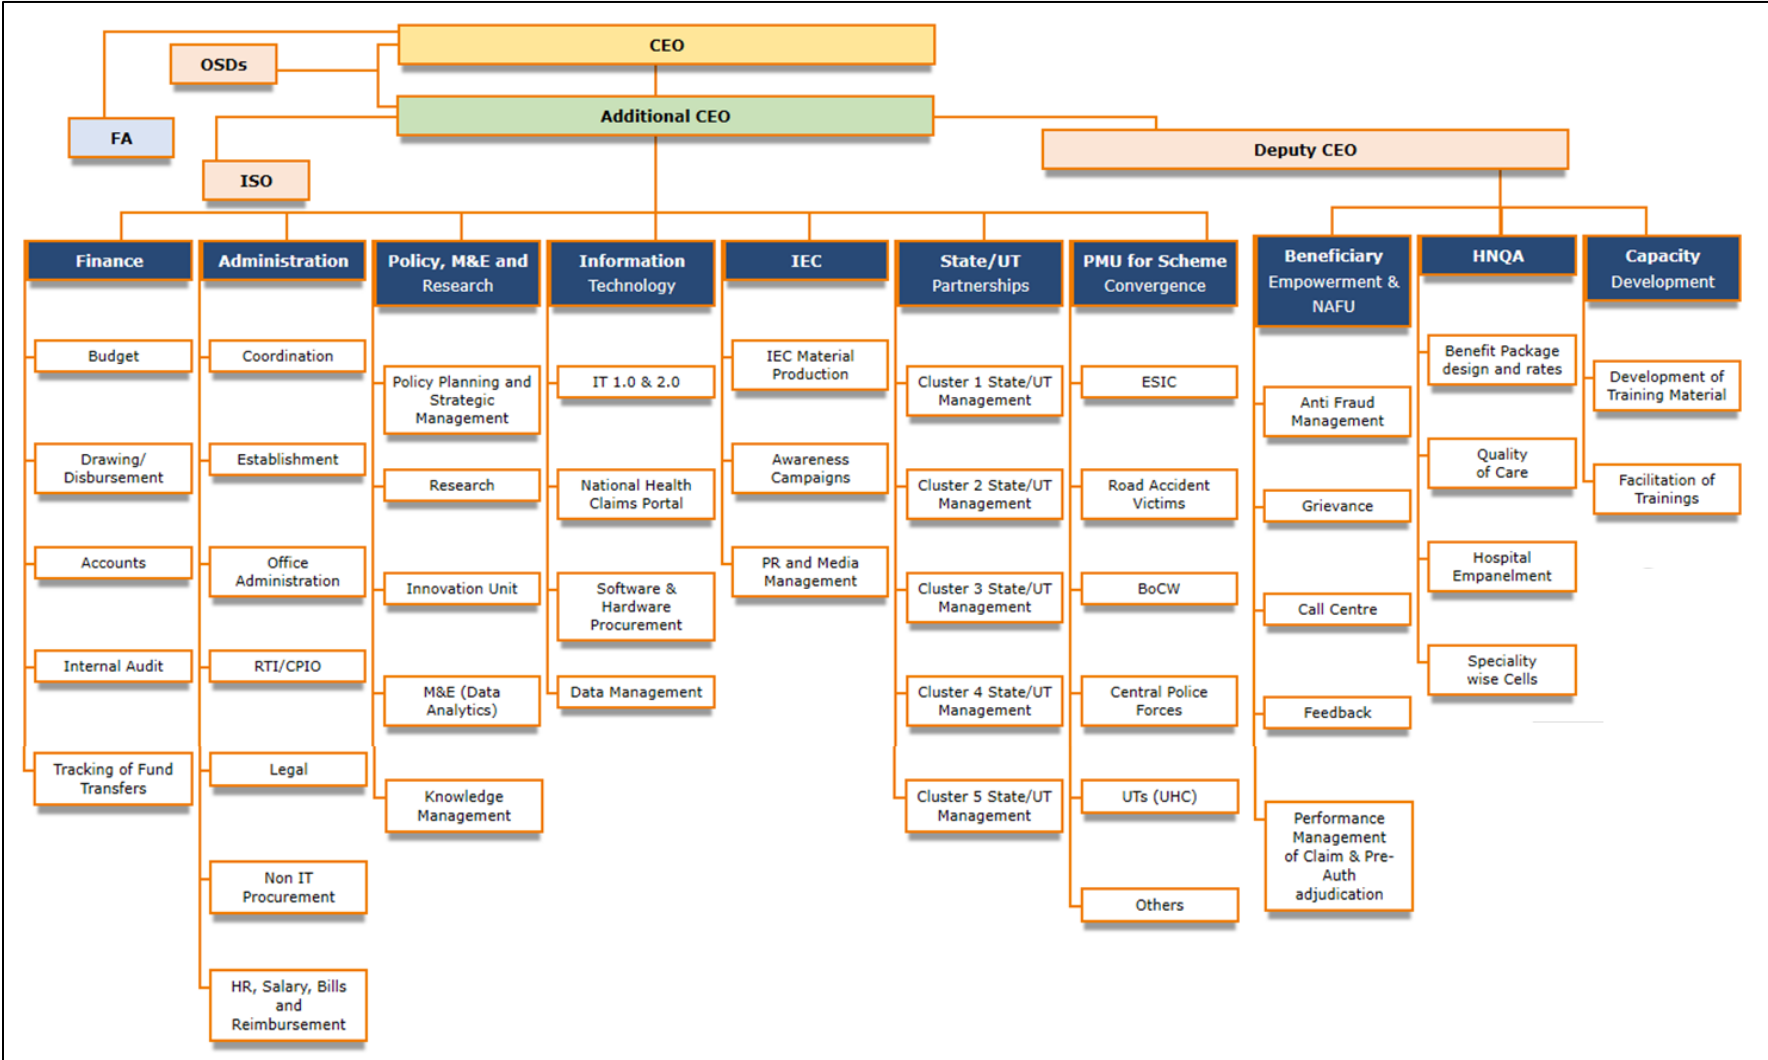 CEO
OSDs
Additional CEO
FA
Deputy CEO
ISO
Finance
Budget
Drawing/
Disbursement
Accounts
Internal Audit
Tracking of Fund
Transfers
Administration
Coordination
Establishment
Office
Administration
RTI/CPIO
Legal
Non IT
Procurement
HR, Salary, Bills
and
Reimbursement
Policy, M&E and
Research
Policy Planning and
Strategic
Management
Research
Innovation Unit
M&E (Data
Analytics)
Knowledge
Management
Information
Technology
IT 1.0 & 2.0
National Health
Claims Portal
Software &
Hardware
Procurement
Data Management
IEC
IEC Material
Production
Awareness
Campaigns
PR and Media
Management
State/UT
Partnerships
Cluster 1 State/UT
Management
Cluster 2 State/UT
Management
Cluster 3 State/UT
Management
Cluster 4 State/UT
Management
Cluster 5 State/UT
Management
PMU for Scheme
Convergence
ESIC
Road Accident
Victims
BoCW
Central Police
Forces
UTs (UHC)
Others
Beneficiary
Empowerment &
NAFU
Anti Fraud
Management
Grievance
Call Centre
Feedback
Performance
Management
of Claim & Pre-
Auth
adjudication
HNQA
Benefit Package
design and rates
Quality
of Care
Hospital
Empanelment
Speciality
wise Cells
Capacity
Development
Development of
Training Material
Facilitation of
Trainings